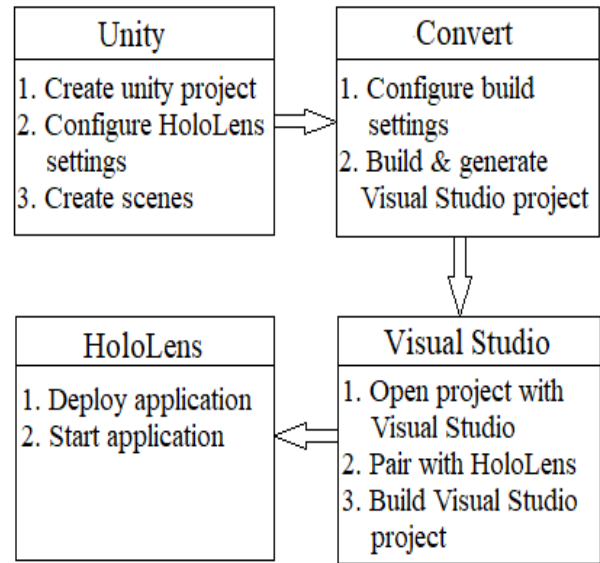 Unity
1. Create unity project
2. Configure HoloLens
settings
3. Create scenes
Convert
1. Configure build
settings
2. Build & generate
Visual Studio project
Visual Studio
1. Open project with
Visual Studio
2. Pair with HoloLens
3. Build Visual Studio
project
HoloLens
1. Deploy application
2. Start application